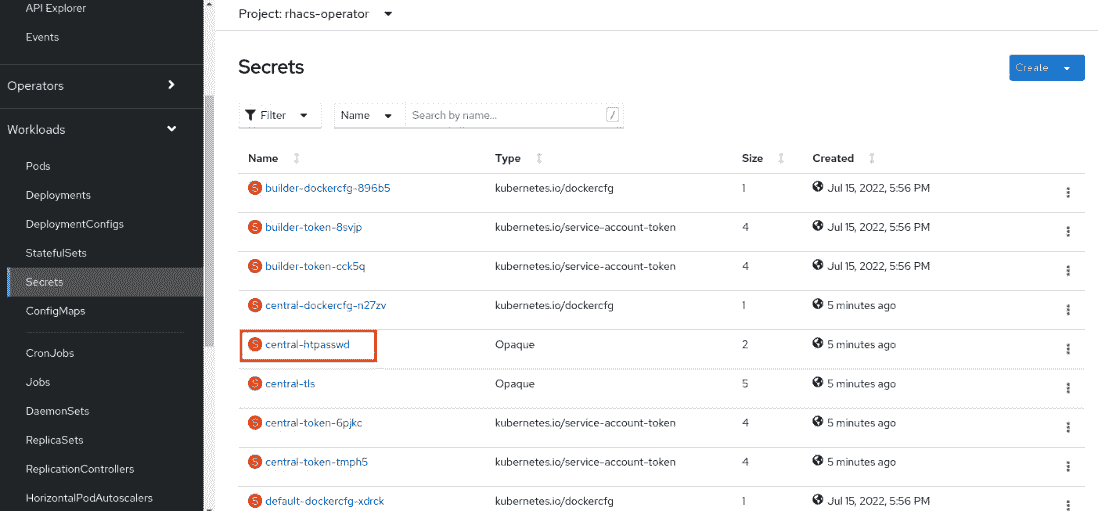 API Explorer
Events
Operators
Workloads
Pods
Deployments
DeploymentConfigs
StatefulSets
Secrets
ConfigMaps
CronJobs
Jobs
DaemonSets
ReplicaSets
ReplicationControllers
HorizontalPodAutoscalers
Project: rhacs-operator
Secrets
Create
Filter Name Search by name... /
Name Type Size Created
S builder-dockercfg-896b5 kubernetes.io/dockercfg 1 Jul 15, 2022, 5:56 PM
S builder-token-8svjp kubernetes.io/service-account-token 4 Jul 15, 2022, 5:56 PM
S builder-token-cck5q kubernetes.io/service-account-token 4 Jul 15, 2022, 5:56 PM
S central-dockercfg-n27zv kubernetes.io/dockercfg 1 5 minutes ago
S central-htpasswd Opaque 2 5 minutes ago
S central-tls Opaque 5 5 minutes ago
S central-token-6pjkc kubernetes.io/service-account-token 4 5 minutes ago
S central-token-tmph5 kubernetes.io/service-account-token 4 5 minutes ago
S default-dockercfg-xdrck kubernetes.io/dockercfg 1 Jul 15, 2022, 5:56 PM